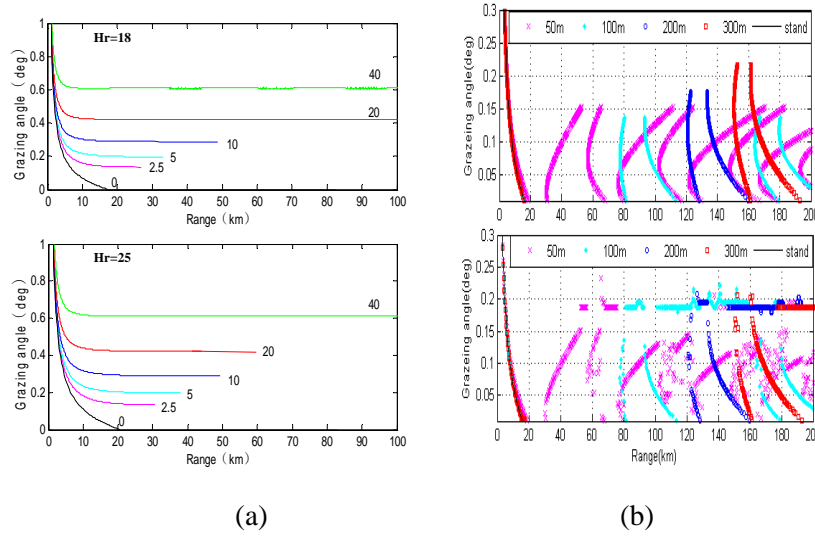 Hr=18
Grazing angle (deg)
1
0.8
0.6
0.4
0.2
0
40
20
10
5
2.5
0
0 10 20 30 40 50 60 70 80 90 100
Range (km)
Hr=25
Grazing angle (deg)
1
0.8
0.6
0.4
0.2
0
40
20
10
5
2.5
0
0 10 20 30 40 50 60 70 80 90 100
Range (km)
(a)
50m 100m 200m 300m stand
Grazeing angle(deg)
0.3
0.25
0.2
0.15
0.1
0.05
20 40 60 80 100 120 140 160 180 200
50m 100m 200m 300m stand
Grazeing angle(deg)
0.3
0.25
0.2
0.15
0.1
0.05
20 40 60 80 100 120 140 160 180 200
Range(km)
(b)